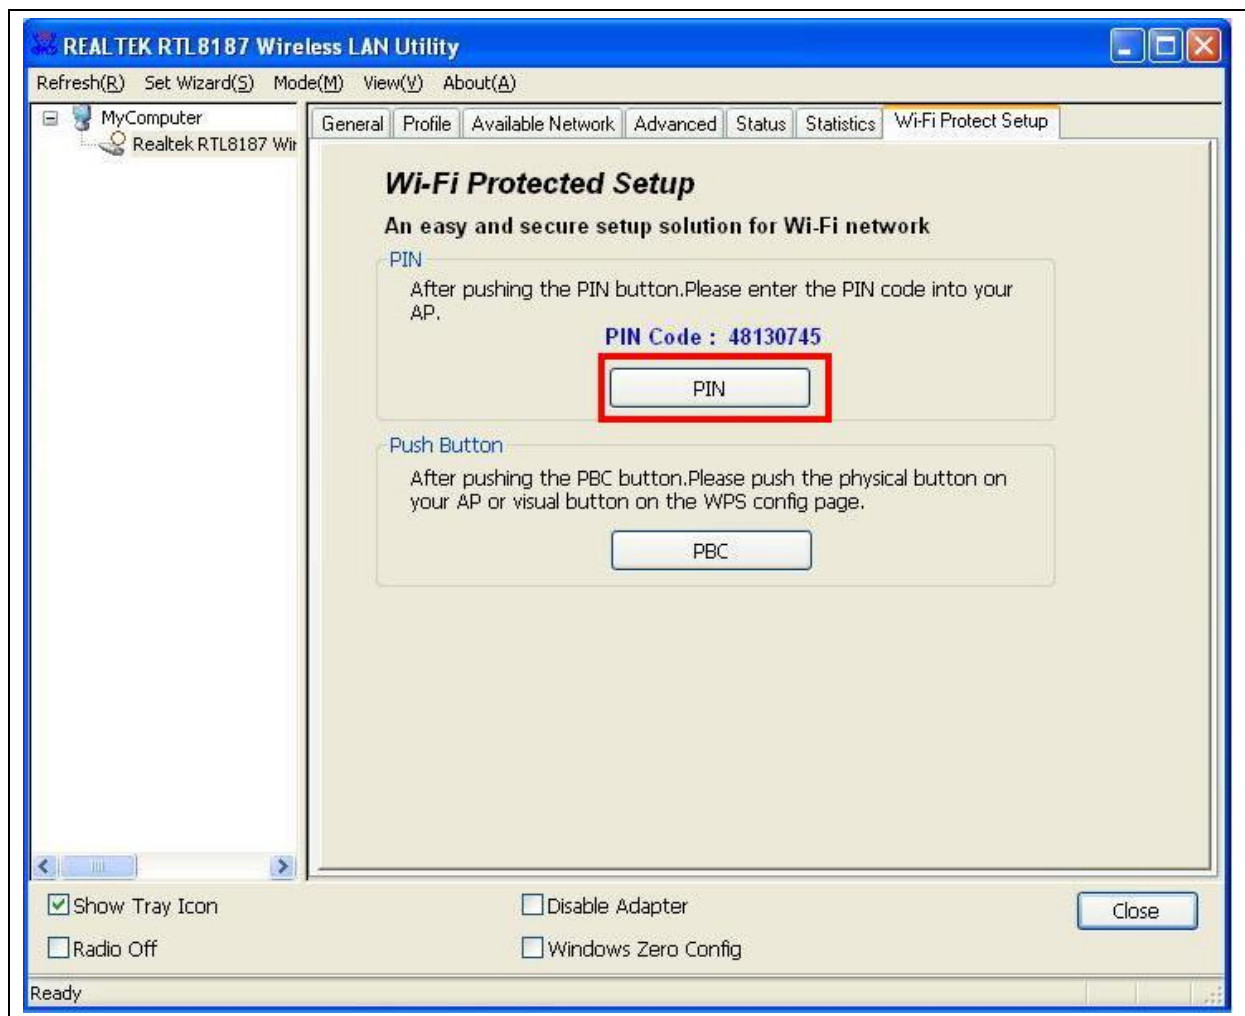 REALTEK RTL8187 Wireless LAN Utility
Refresh(R) Set Wizard(S) Mode(M) View(V) About(A)
MyComputer
Realtek RTL8187 Wir
General Profile Available Network Advanced Status Statistics Wi-Fi Protect Setup
Wi-Fi Protected Setup
An easy and secure setup solution for Wi-Fi network
PIN
After pushing the PIN button.Please enter the PIN code into your
AP.
PIN Code : 48130745
PIN
Push Button
After pushing the PBC button.Please push the physical button on
your AP or visual button on the WPS config page.
PBC
Show Tray Icon
Disable Adapter
Close
Radio Off
Windows Zero Config
Ready